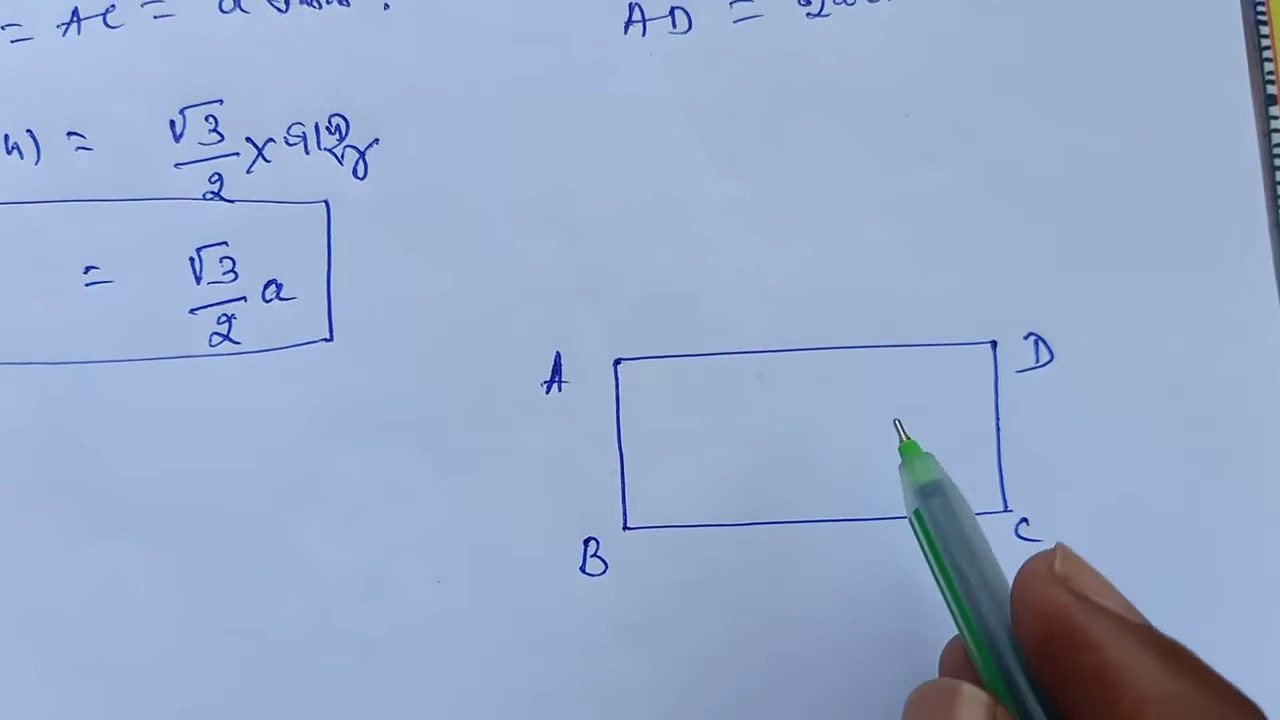 = AC = a
AD =
h) = √3/2 × બાજુ
= √3/2 a
A
D
B
C